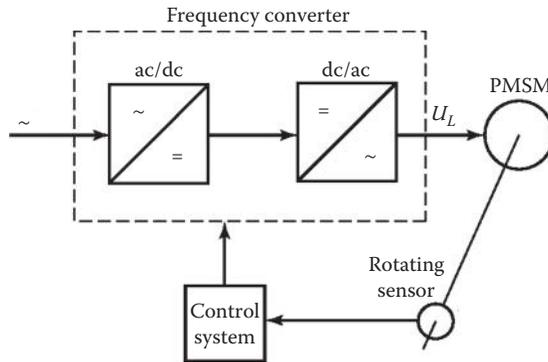 Frequency converter
ac/dc
dc/ac
PMSM
~
~
=
=
~
U_L
Rotating
sensor
Control
system